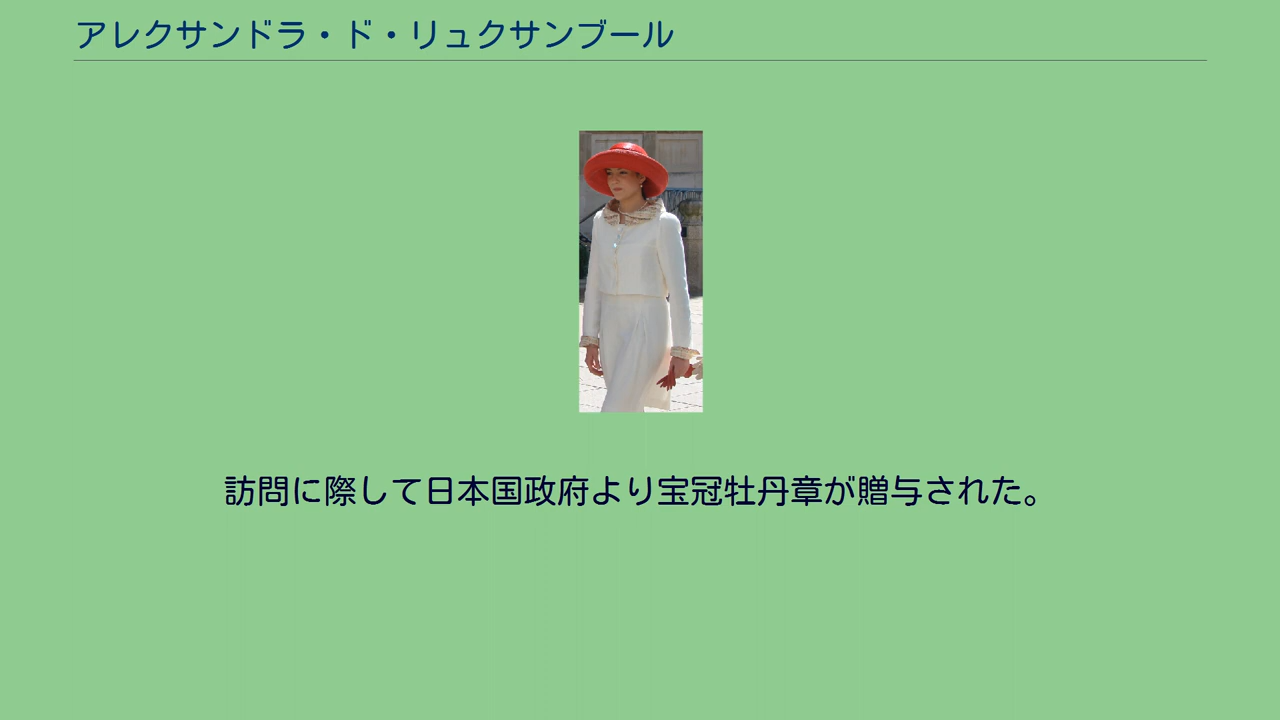 アレクサンドラ・ド・リュクサンブール
訪問に際して日本国政府より宝冠牡丹章が贈与された。